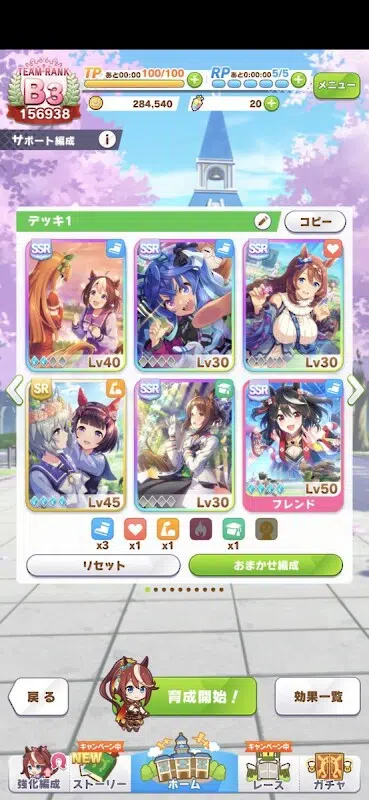 TEAM RANK
B3
156938
TP あと00:00 100/100
RP あと0:00:00 5/5
メニュー
284,540
20
サポート編成
i
デッキ1
コピー
SSR
Lv40
SSR
Lv30
SSR
Lv30
SR
Lv45
SSR
Lv30
SSR
Lv50
フレンド
x3
x1
x1
x1
リセット
おまかせ編成
戻る
育成開始!
効果一覧
キャンペーン中
キャンペーン中
NEW
強化編成
ストーリー
ホーム
レース
ガチャ